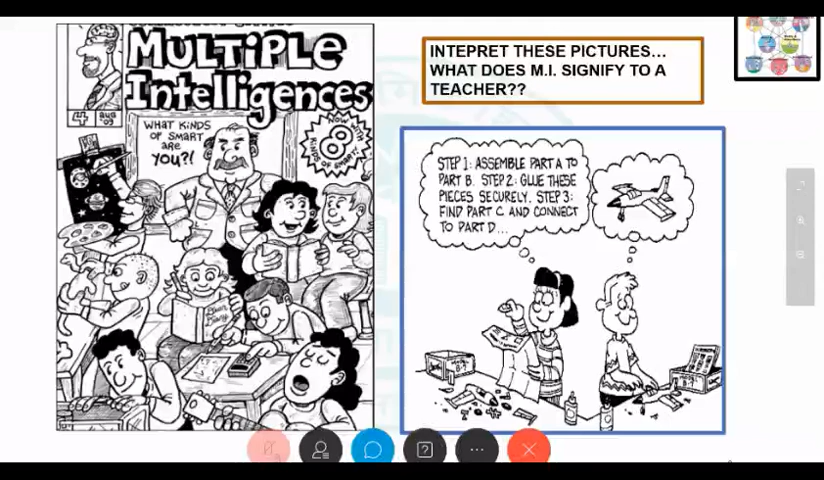 MULTIPLE
Intelligences
4
AUG
'09
WHAT KINDS
OF SMART
ARE
YOU?!
NOW WITH
8
KINDS OF SMART!
INTEPRET THESE PICTURES...
WHAT DOES M.I. SIGNIFY TO A
TEACHER??
STEP 1: ASSEMBLE PART A TO
PART B. STEP 2: GLUE THESE
PIECES SECURELY. STEP 3:
FIND PART C AND CONNECT
TO PART D...